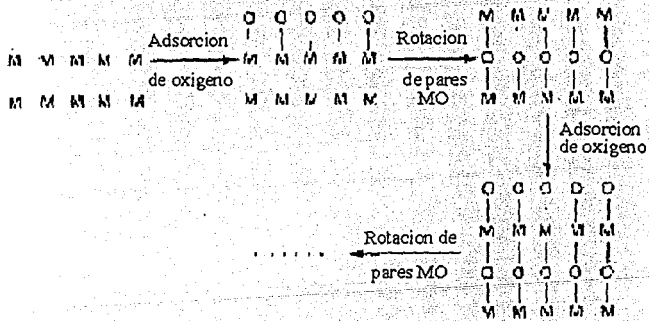 M M M M M
M M M M M
Adsorcion
de oxigeno
O O O O O
M M M M M
M M M M M
Rotacion
de pares
MO
M M M M M
O O O O O
M M M M M
Adsorcion
de oxigeno
O O O O O
M M M M M
O O O O O
M M M M M
Rotacion de
pares MO
......